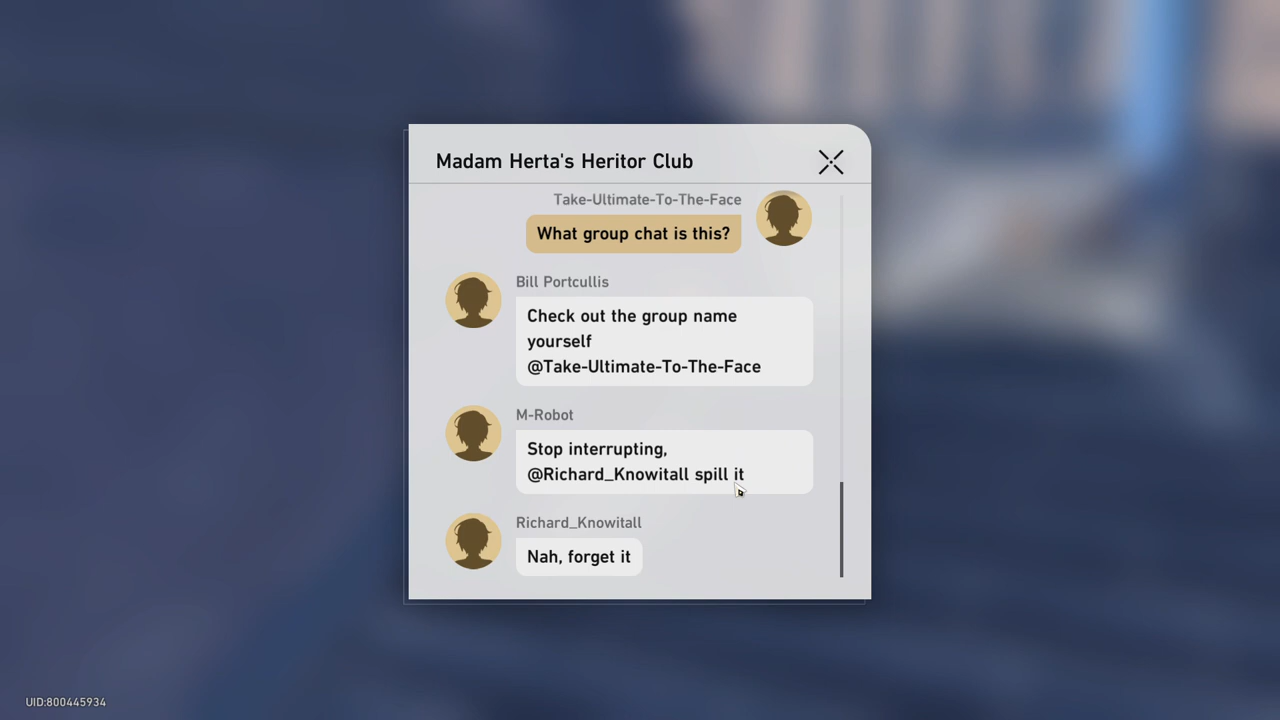 Madam Herta's Heritor Club
Take-Ultimate-To-The-Face
What group chat is this?
Bill Portcullis
Check out the group name
yourself
@Take-Ultimate-To-The-Face
M-Robot
Stop interrupting,
@Richard_Knowitall spill it
Richard_Knowitall
Nah, forget it
UID:800445934